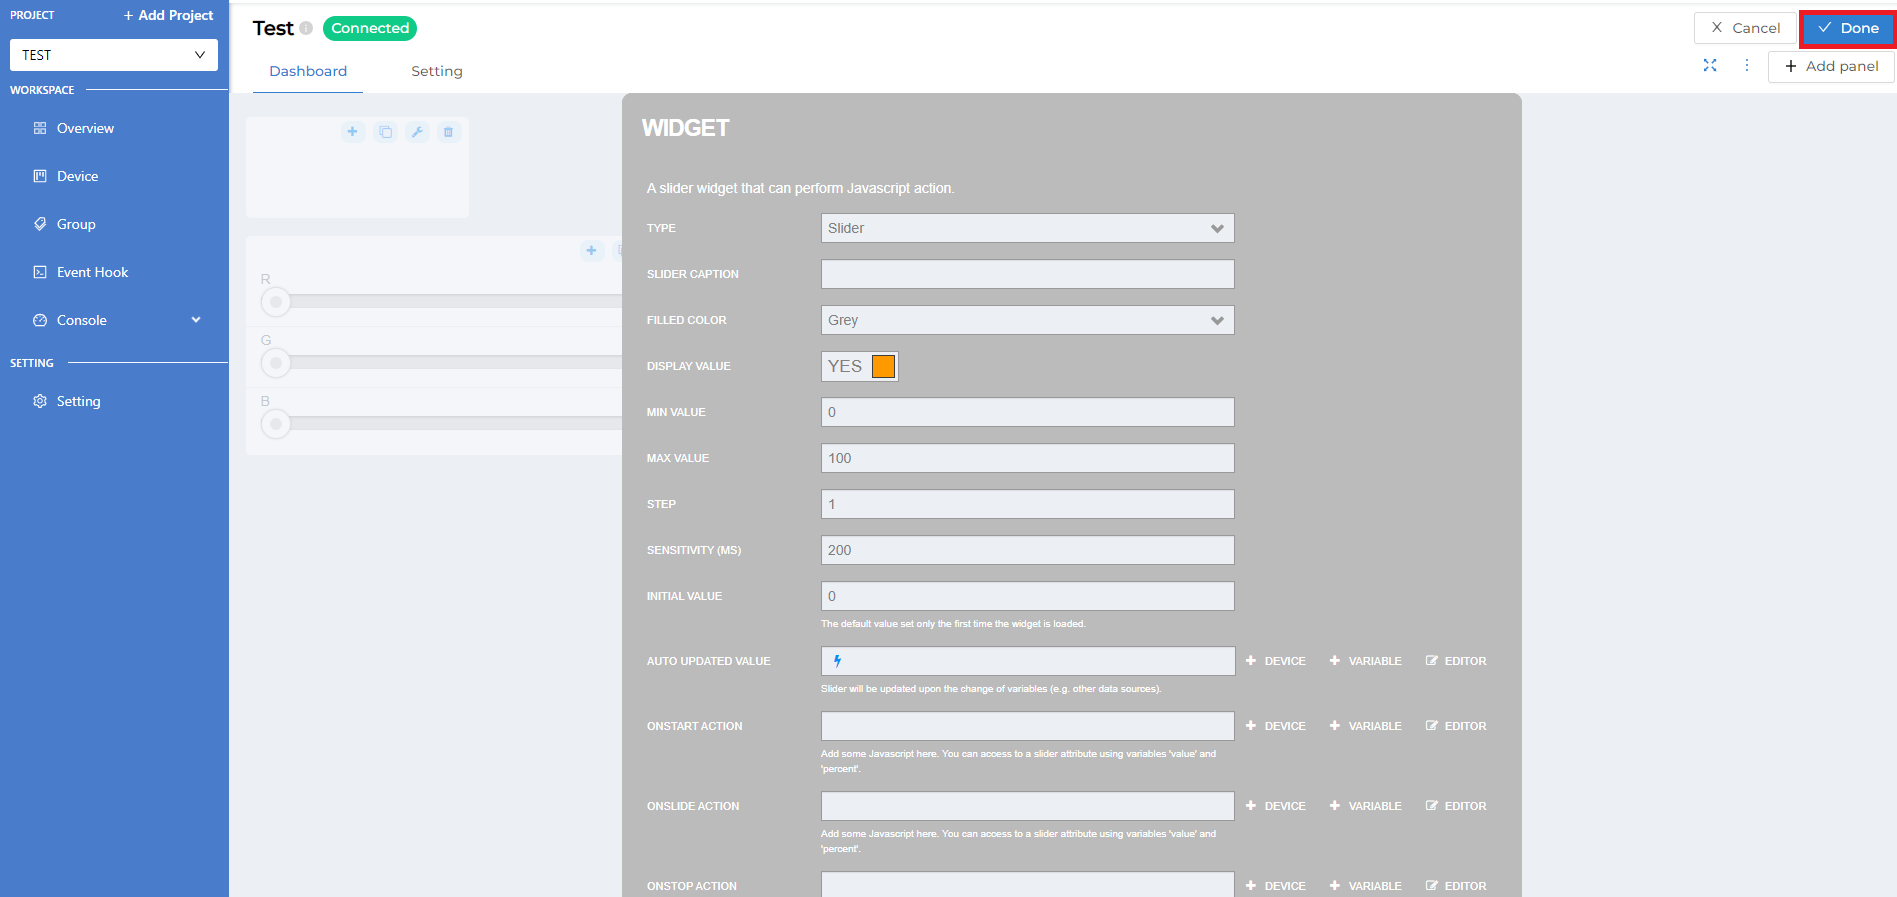 PROJECT
+ Add Project
TEST
WORKSPACE
Overview
Device
Group
Event Hook
Console
SETTING
Setting
Test
Connected
Cancel
Done
Dashboard
Setting
+ Add panel
R
G
B
WIDGET
A slider widget that can perform Javascript action.
TYPE
Slider
SLIDER CAPTION
FILLED COLOR
Grey
DISPLAY VALUE
YES
MIN VALUE
0
MAX VALUE
100
STEP
1
SENSITIVITY (MS)
200
INITIAL VALUE
0
The default value set only the first time the widget is loaded.
AUTO UPDATED VALUE
+ DEVICE
+ VARIABLE
EDITOR
Slider will be updated upon the change of variables (e.g. other data sources).
ONSTART ACTION
+ DEVICE
+ VARIABLE
EDITOR
Add some Javascript here. You can access to a slider attribute using variables 'value' and
'percent'.
ONSLIDE ACTION
+ DEVICE
+ VARIABLE
EDITOR
Add some Javascript here. You can access to a slider attribute using variables 'value' and
'percent'.
ONSTOP ACTION
+ DEVICE
+ VARIABLE
EDITOR